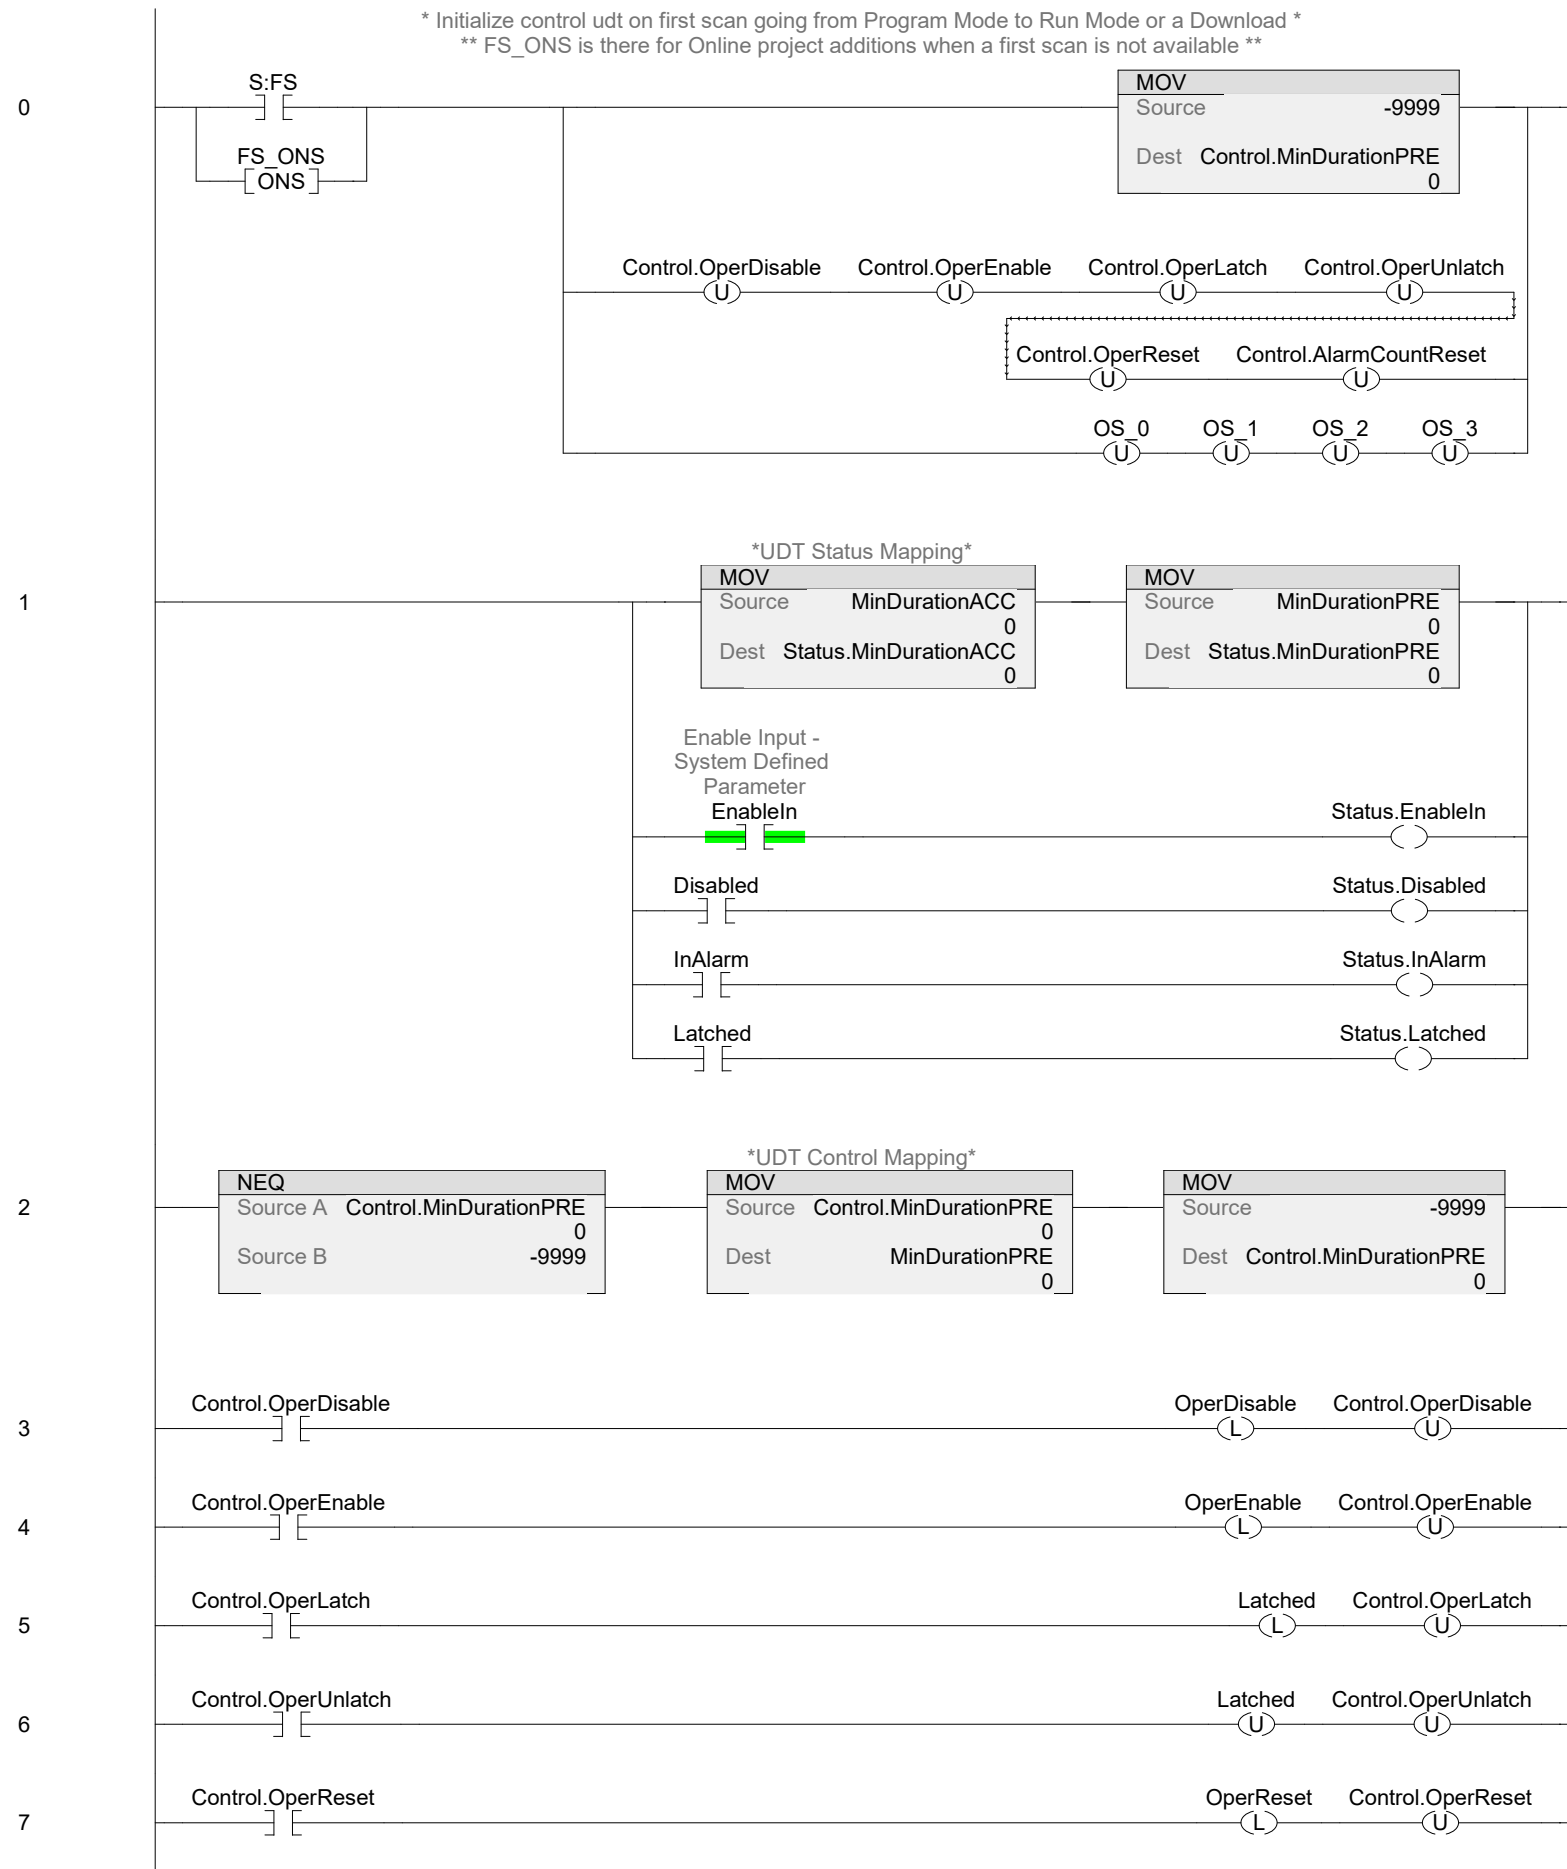 * Initialize control udt on first scan going from Program Mode to Run Mode or a Download *
** FS_ONS is there for Online project additions when a first scan is not available **
0
S:FS
FS_ONS
ONS
MOV
Source -9999
Dest Control.MinDurationPRE
0
Control.OperDisable Control.OperEnable Control.OperLatch Control.OperUnlatch
U U U U
Control.OperReset Control.AlarmCountReset
U U
OS_0 OS_1 OS_2 OS_3
U U U U
1
*UDT Status Mapping*
MOV
Source MinDurationACC
0
Dest Status.MinDurationACC
0
MOV
Source MinDurationPRE
0
Dest Status.MinDurationPRE
0
Enable Input -
System Defined
Parameter
EnableIn Status.EnableIn
Disabled Status.Disabled
InAlarm Status.InAlarm
Latched Status.Latched
2
*UDT Control Mapping*
NEQ
Source A Control.MinDurationPRE
0
Source B -9999
MOV
Source Control.MinDurationPRE
0
Dest MinDurationPRE
0
MOV
Source -9999
Dest Control.MinDurationPRE
0
3
Control.OperDisable OperDisable Control.OperDisable
L U
4
Control.OperEnable OperEnable Control.OperEnable
L U
5
Control.OperLatch Latched Control.OperLatch
L U
6
Control.OperUnlatch Latched Control.OperUnlatch
U U
7
Control.OperReset OperReset Control.OperReset
L U